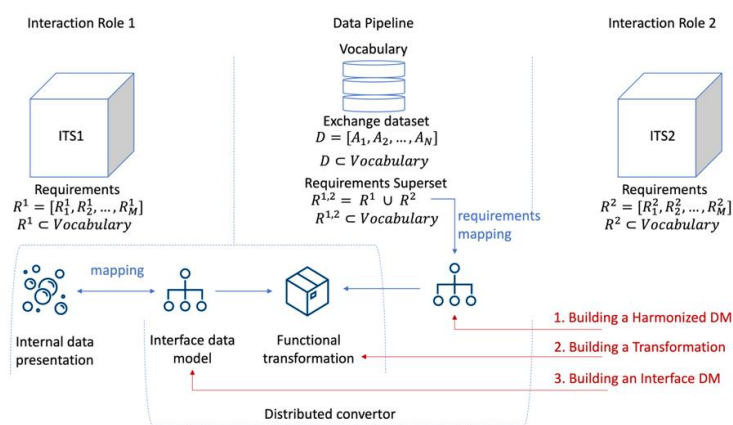 Interaction Role 1
Data Pipeline
Interaction Role 2
Vocabulary
ITS1
ITS2
Exchange dataset
D = [A₁, A₂, ..., A_N]
D ⊂ Vocabulary
Requirements
R¹ = [R₁¹, R₂¹, ..., R_M¹]
R¹ ⊂ Vocabulary
Requirements Superset
R¹,² = R¹ ∪ R²
R¹,² ⊂ Vocabulary
Requirements
R² = [R₁², R₂², ..., R_M²]
R² ⊂ Vocabulary
requirements
mapping
mapping
Internal data
presentation
Interface data
model
Functional
transformation
1. Building a Harmonized DM
2. Building a Transformation
3. Building an Interface DM
Distributed convertor